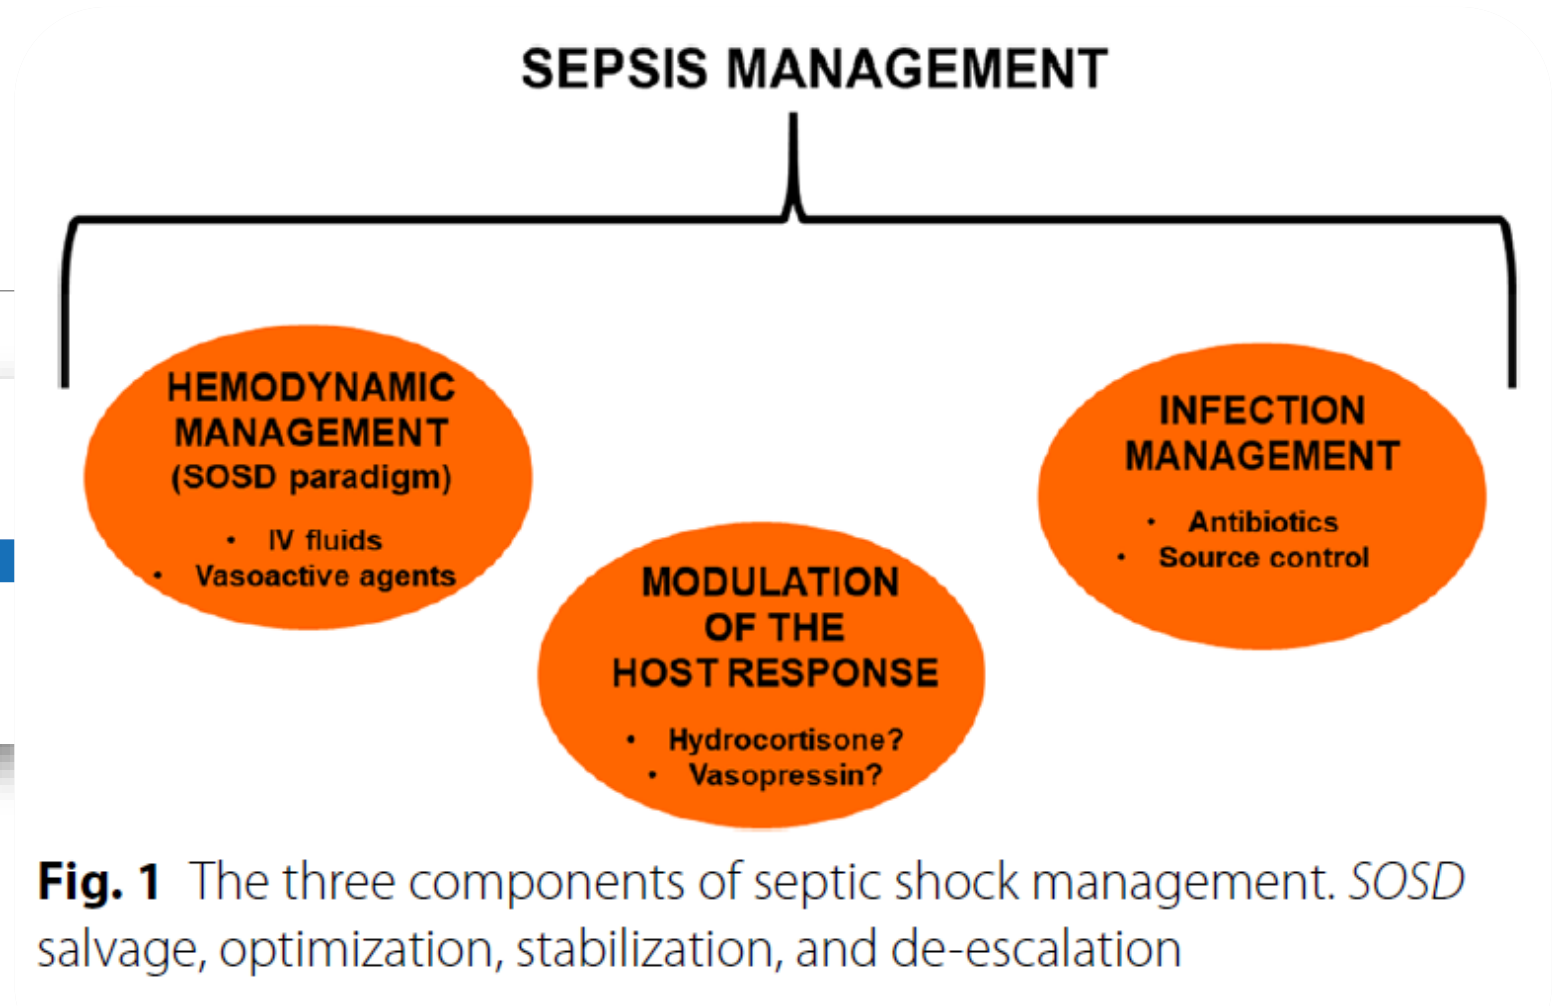 SEPSIS MANAGEMENT
HEMODYNAMIC
MANAGEMENT
(SOSD paradigm)
• IV fluids
• Vasoactive agents
MODULATION
OF THE
HOST RESPONSE
• Hydrocortisone?
• Vasopressin?
INFECTION
MANAGEMENT
• Antibiotics
• Source control
Fig. 1 The three components of septic shock management. SOSD
salvage, optimization, stabilization, and de-escalation